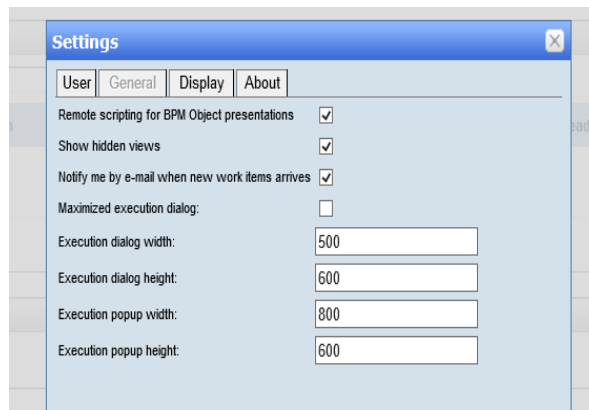 Settings
User General Display About
Remote scripting for BPM Object presentations
Show hidden views
Notify me by e-mail when new work items arrives
Maximized execution dialog:
Execution dialog width: 500
Execution dialog height: 600
Execution popup width: 800
Execution popup height: 600